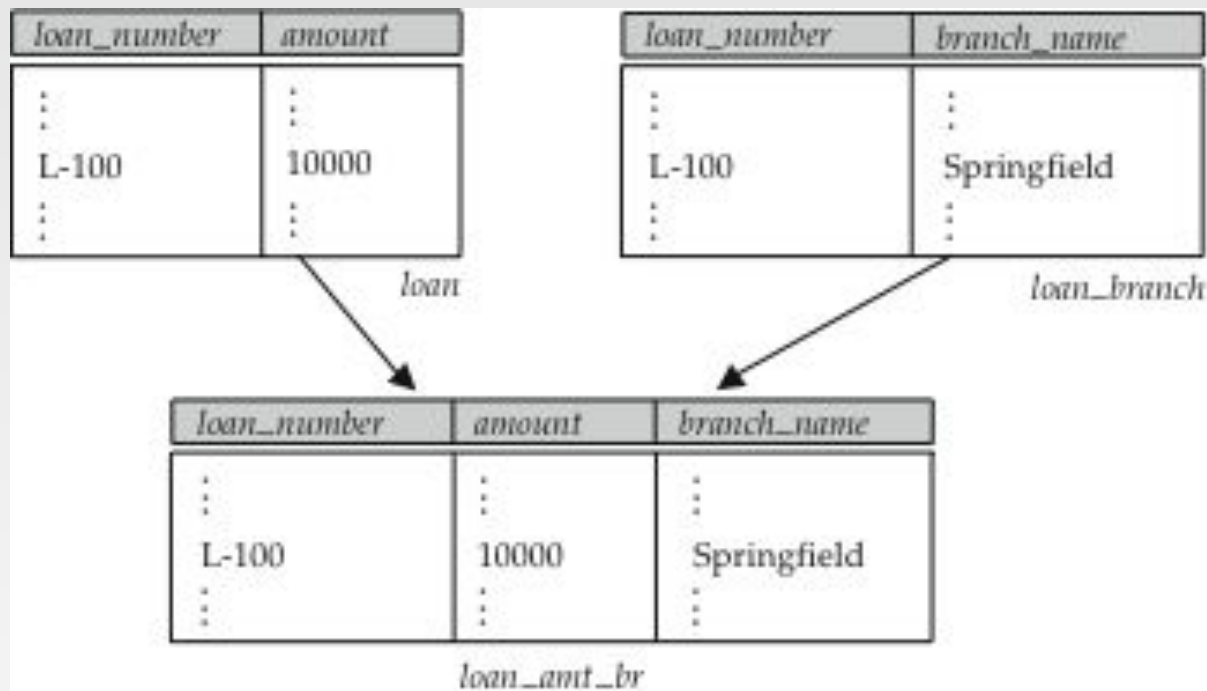 loan_number amount
⋮ ⋮
L-100 10000
⋮ ⋮
loan
loan_number branch_name
⋮ ⋮
L-100 Springfield
⋮ ⋮
loan_branch
loan_number amount branch_name
⋮ ⋮ ⋮
L-100 10000 Springfield
⋮ ⋮ ⋮
loan_amt_br